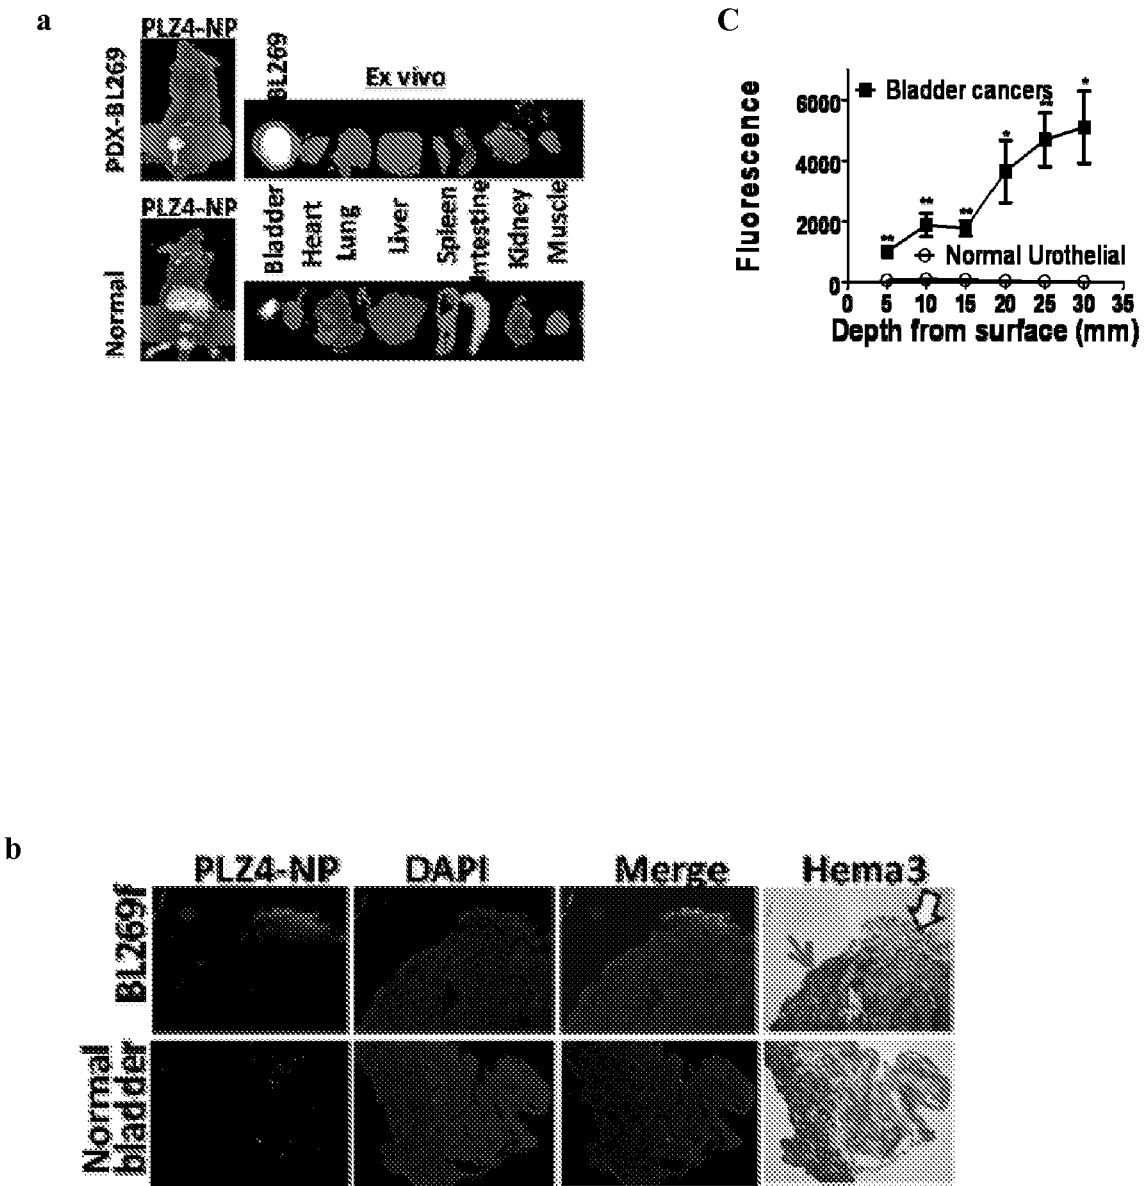 a
PLZ4-NP
PDX-BL269
BL269
Ex vivo
PLZ4-NP
Normal
Bladder
Heart
Lung
Liver
Spleen
Intestine
Kidney
Muscle
C
Fluorescence
6000
4000
2000
0
Bladder cancers
** ** ** * ** *
Normal Urothelial
0 5 10 15 20 25 30 35
Depth from surface (mm)
b
PLZ4-NP DAPI Merge Hema3
BL269f
Normal
bladder